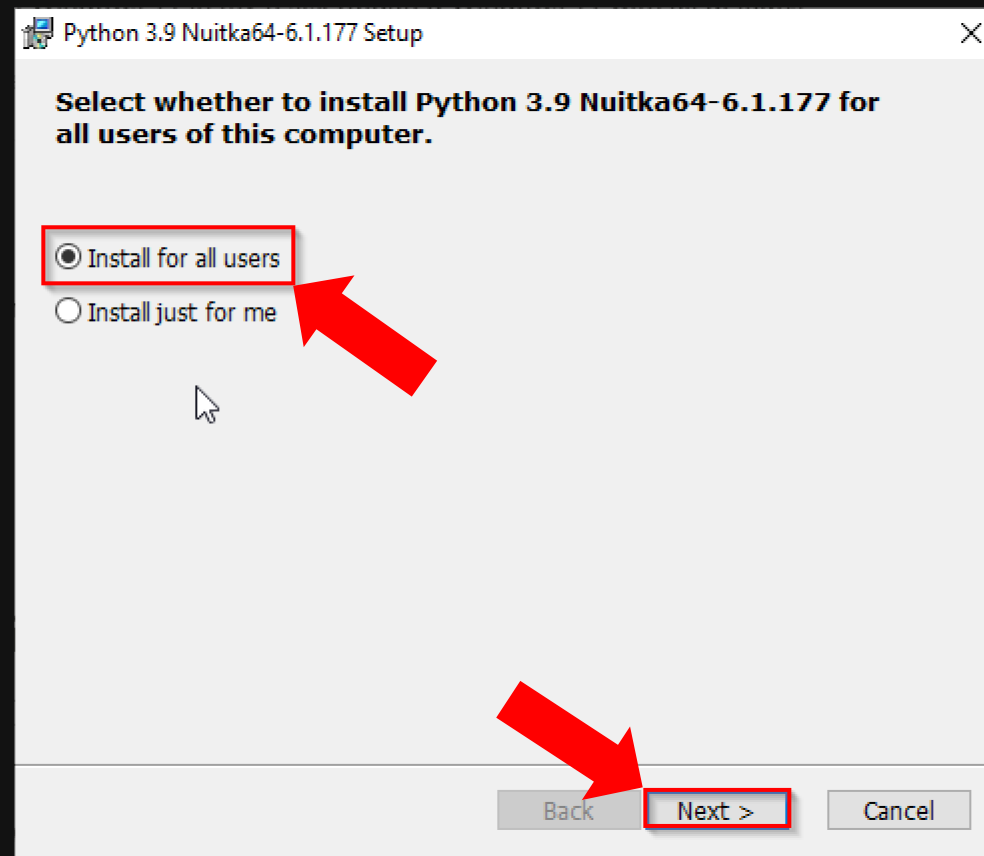 Python 3.9 Nuitka64-6.1.177 Setup
Select whether to install Python 3.9 Nuitka64-6.1.177 for
all users of this computer.
Install for all users
Install just for me
Back
Next >
Cancel